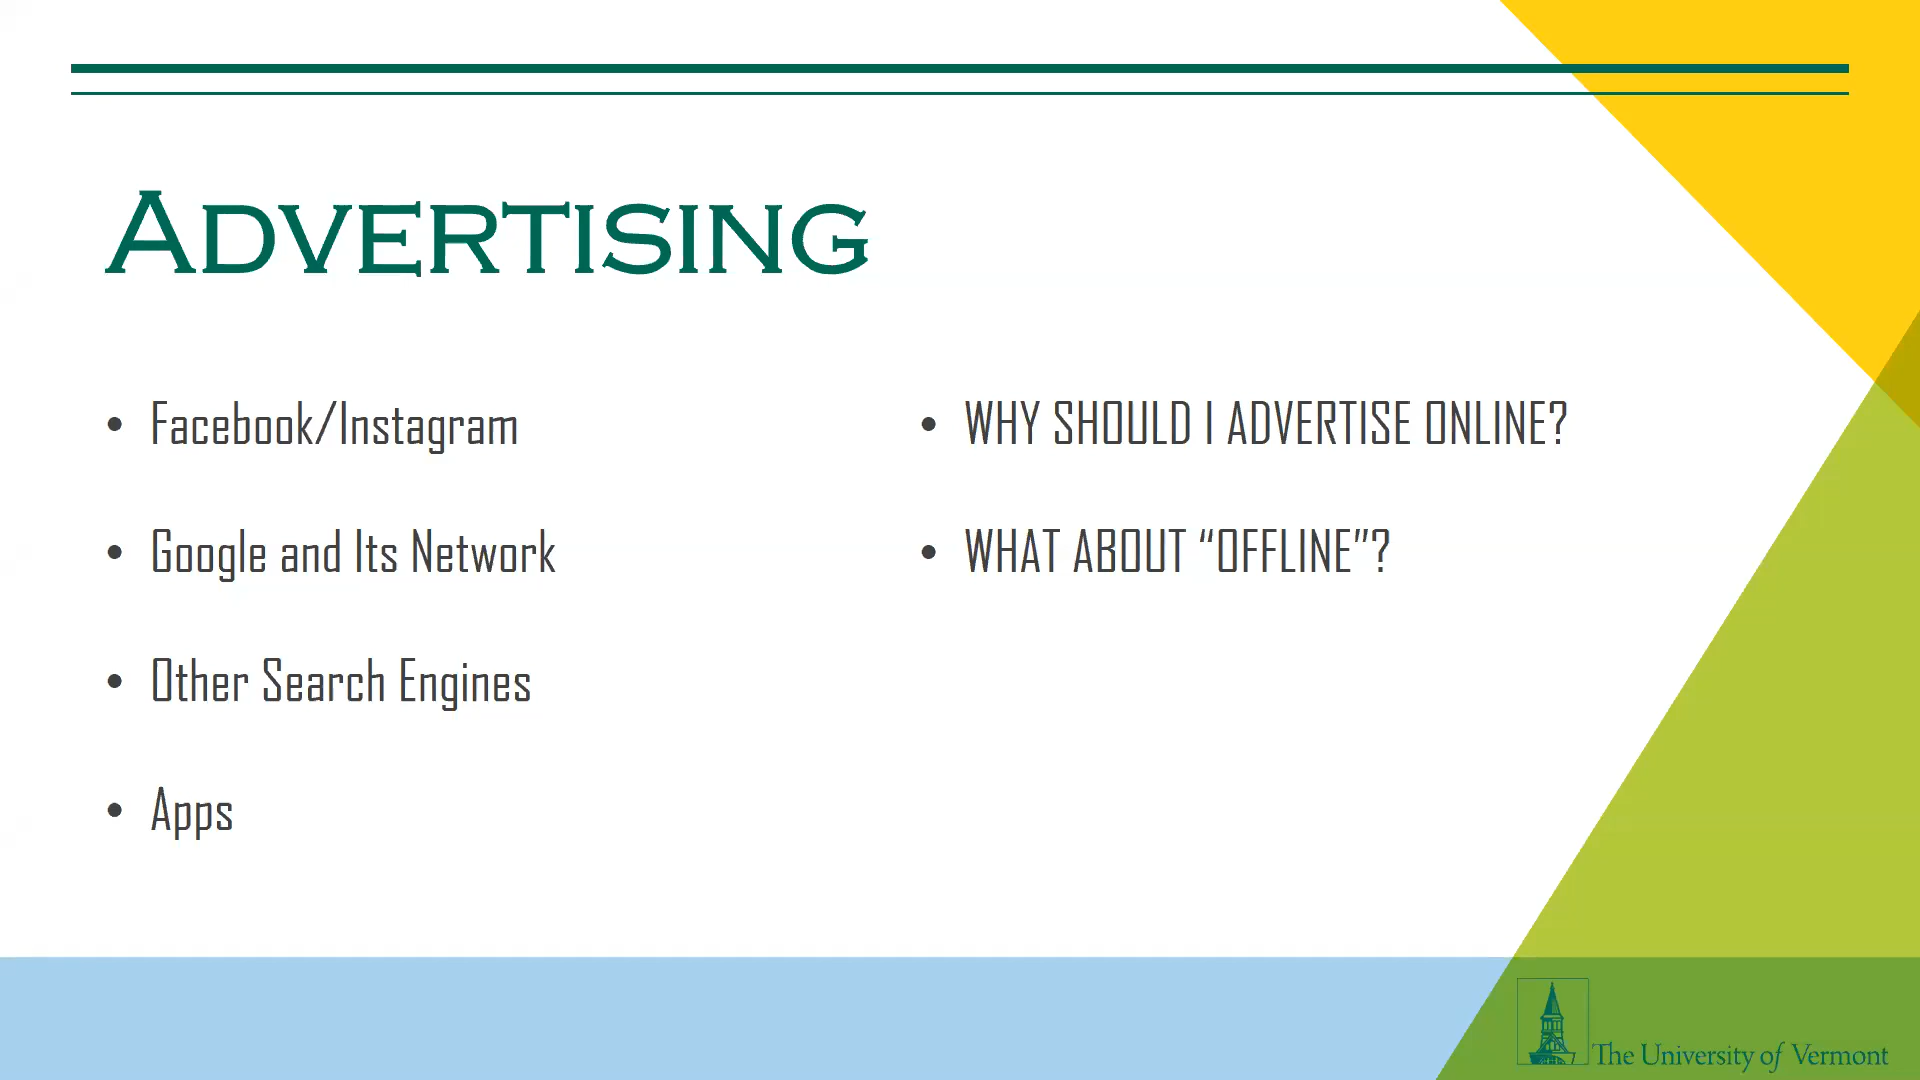 Advertising
• Facebook/Instagram
• Google and Its Network
• Other Search Engines
• Apps
• WHY SHOULD I ADVERTISE ONLINE?
• WHAT ABOUT “OFFLINE”?
The University of Vermont